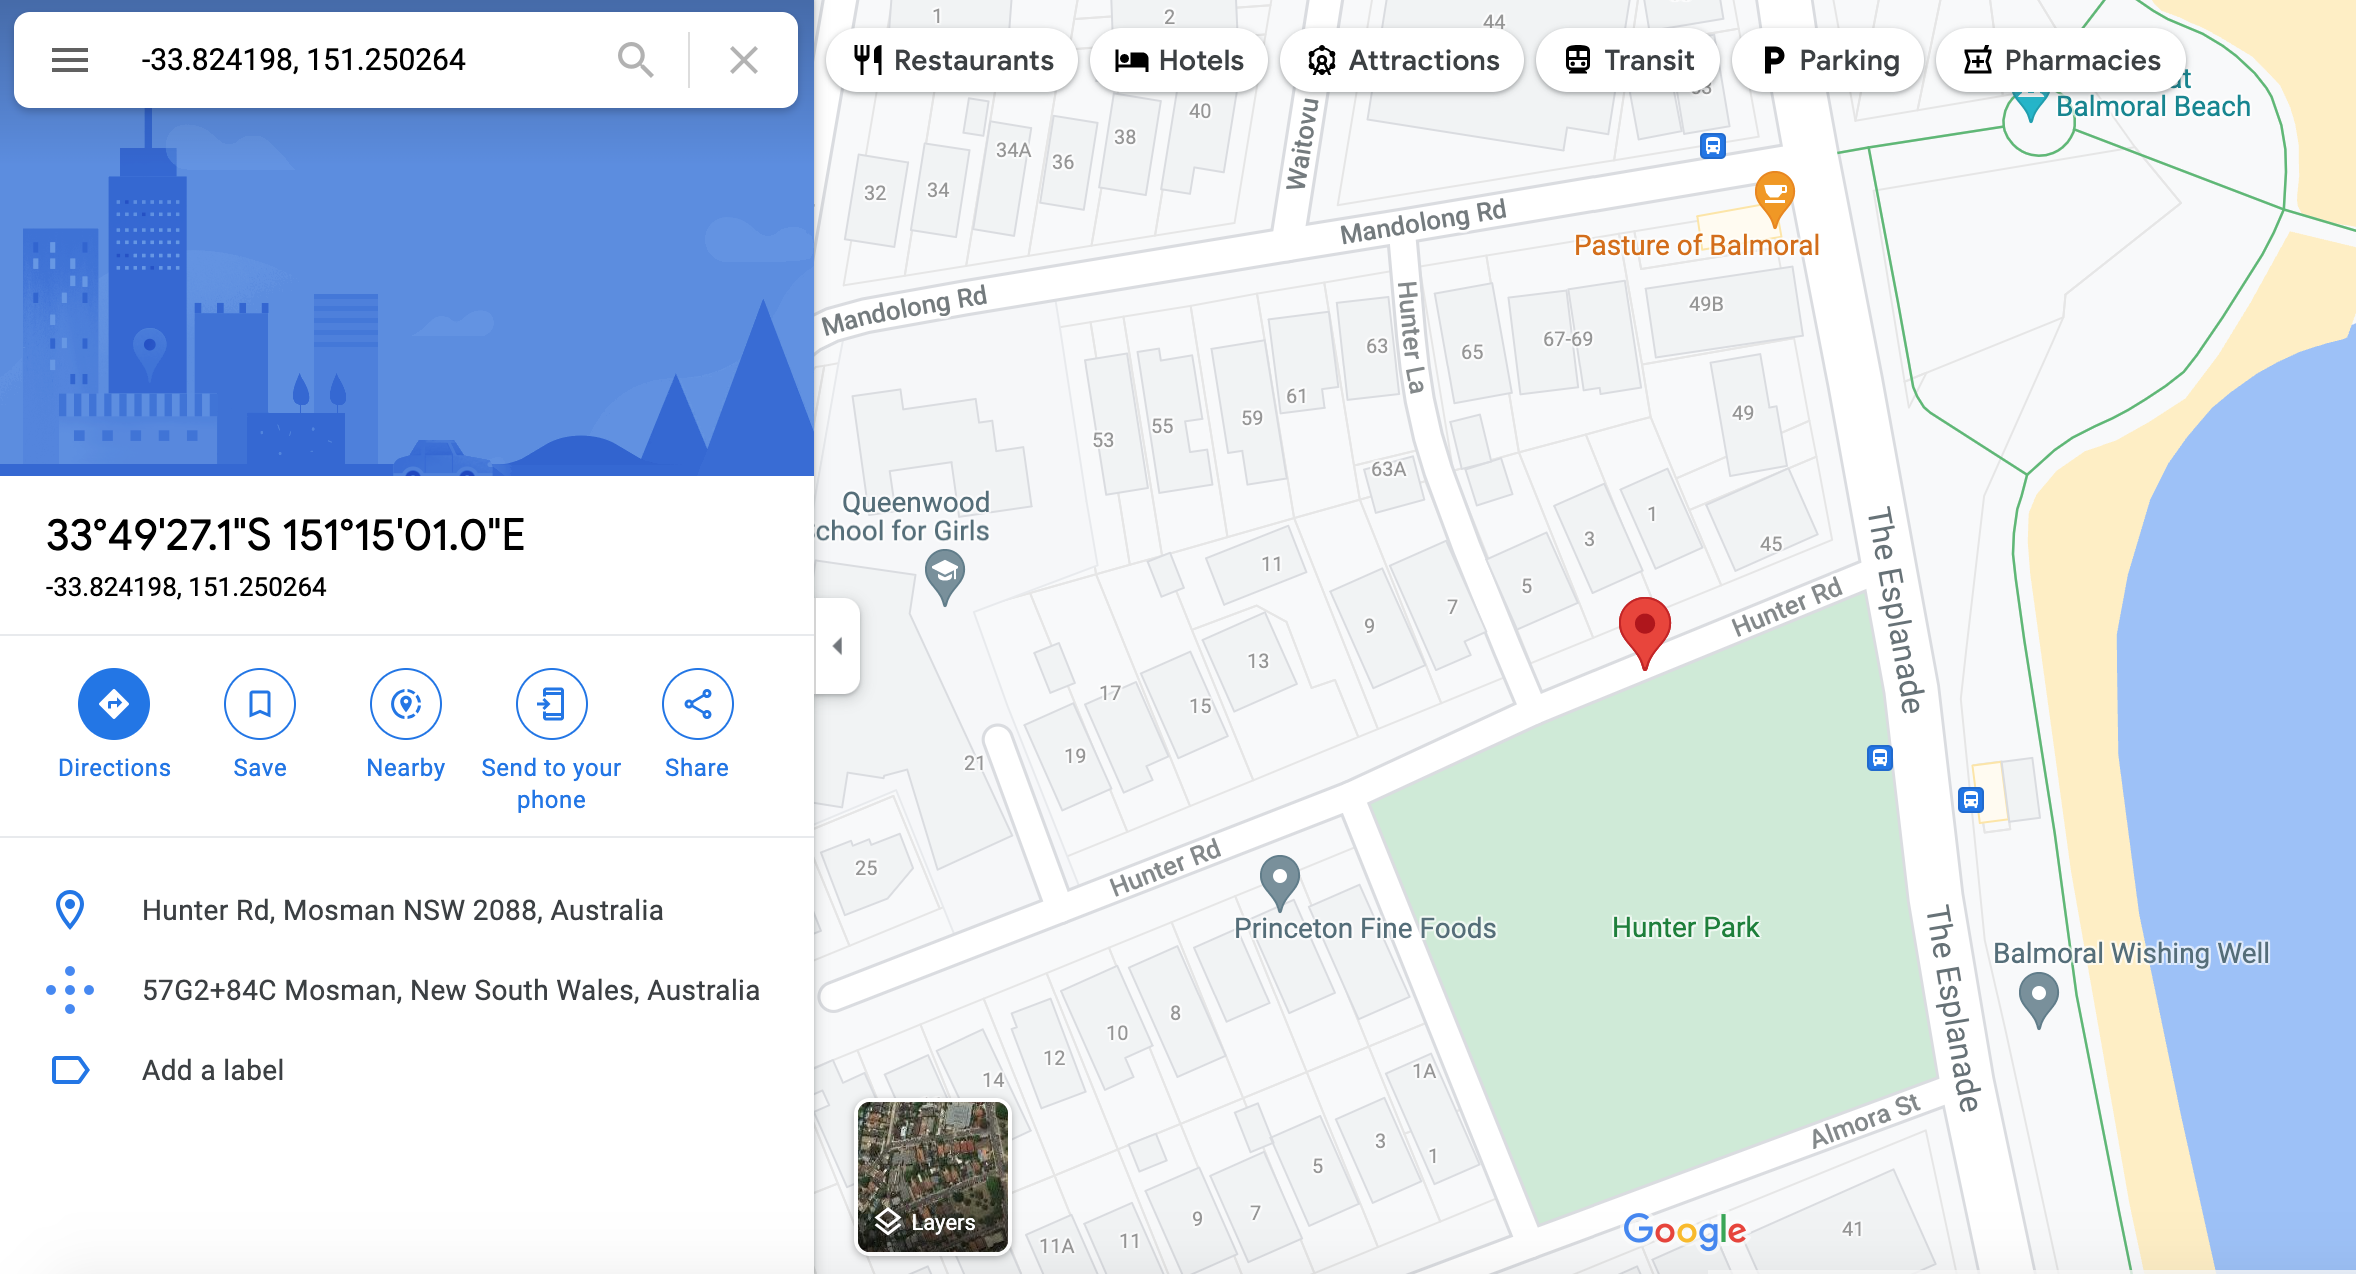 -33.824198, 151.250264
Restaurants
Hotels
Attractions
Transit
Parking
Pharmacies
33°49'27.1"S 151°15'01.0"E
-33.824198, 151.250264
Directions
Save
Nearby
Send to your
phone
Share
Hunter Rd, Mosman NSW 2088, Australia
57G2+84C Mosman, New South Wales, Australia
Add a label
Layers
1
2
44
Balmoral Beach
Waitovu
40
38
34A
36
34
32
Mandolong Rd
Pasture of Balmoral
Mandolong Rd
Hunter La
49B
67-69
65
63
61
59
55
53
49
63A
Queenwood
School for Girls
1
3
45
5
11
7
9
13
The Esplanade
Hunter Rd
17
15
19
21
25
Hunter Rd
Princeton Fine Foods
Hunter Park
Balmoral Wishing Well
The Esplanade
8
10
12
14
1A
Almora St
3
1
5
7
9
11
11A
41
Google